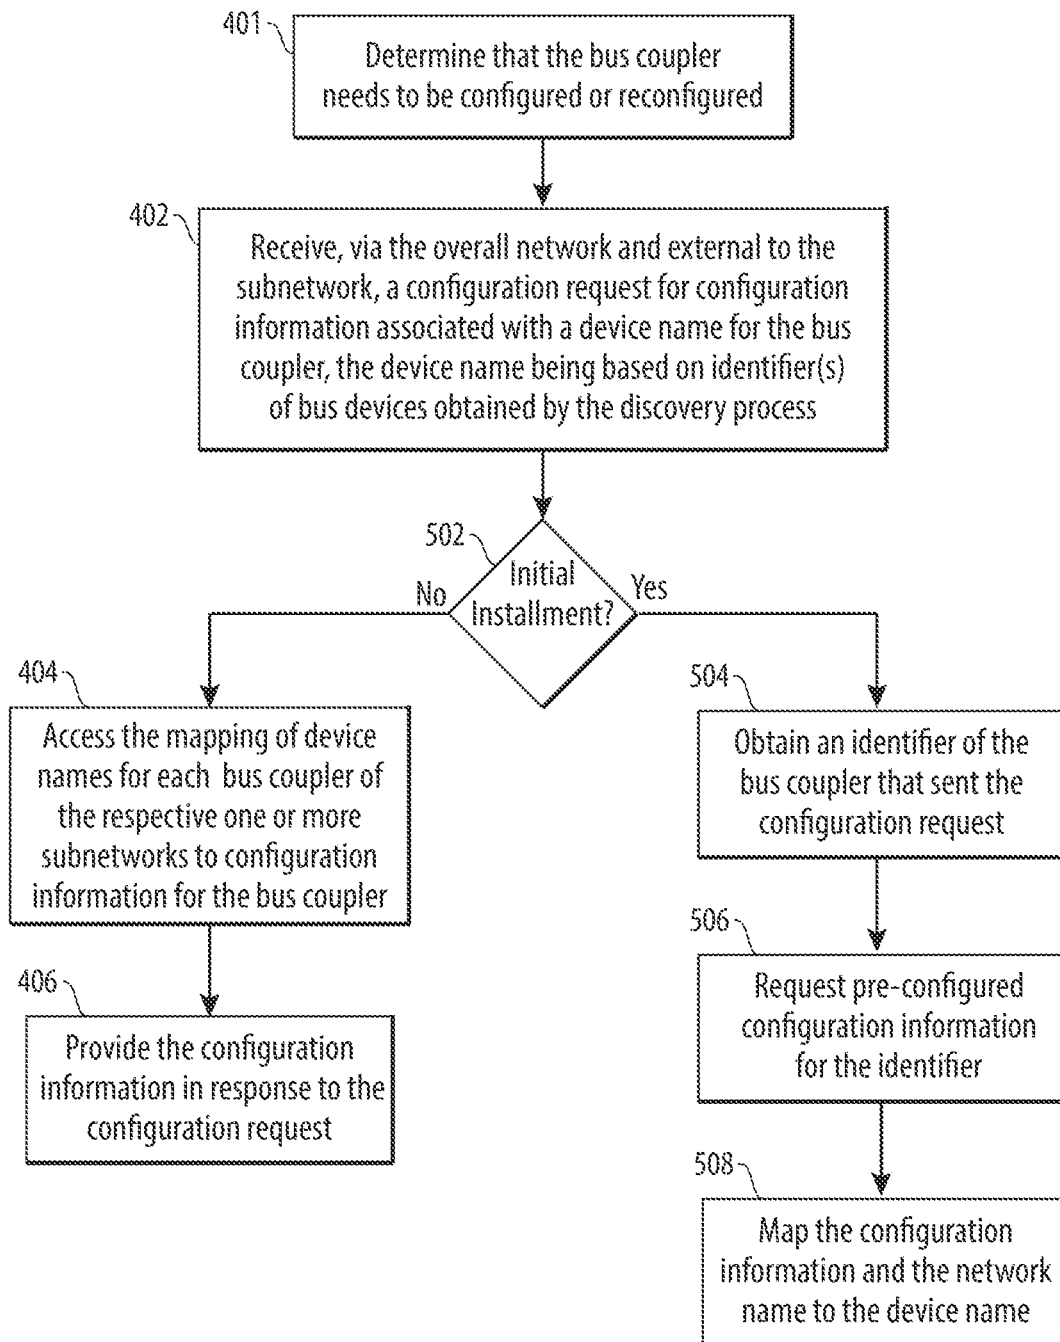 401
Determine that the bus coupler
needs to be configured or reconfigured
402
Receive, via the overall network and external to the
subnetwork, a configuration request for configuration
information associated with a device name for the bus
coupler, the device name being based on identifier(s)
of bus devices obtained by the discovery process
502
Initial
Installment?
No
Yes
404
Access the mapping of device
names for each bus coupler of
the respective one or more
subnetworks to configuration
information for the bus coupler
406
Provide the configuration
information in response to the
configuration request
504
Obtain an identifier of the
bus coupler that sent the
configuration request
506
Request pre-configured
configuration information
for the identifier
508
Map the configuration
information and the network
name to the device name